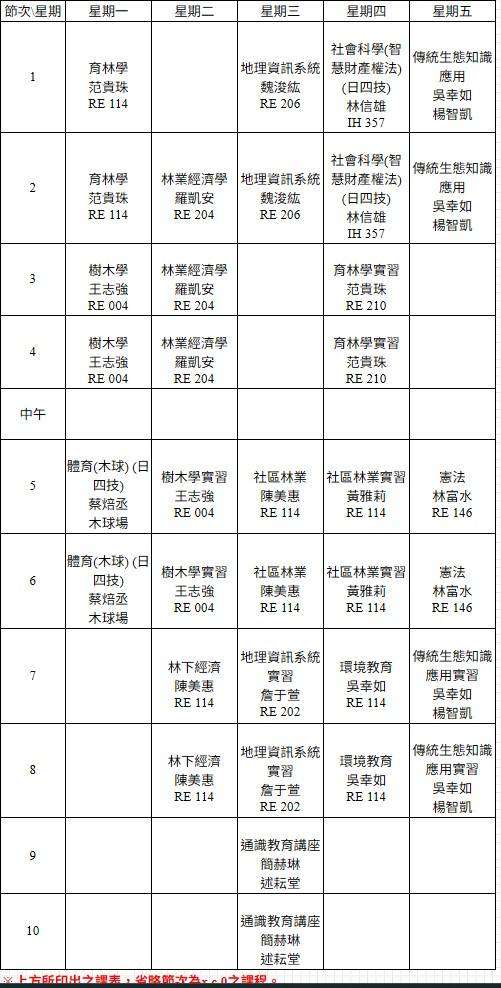 節次\星期 星期一 星期二 星期三 星期四 星期五
1
育林學
范貴珠
RE 114
地理資訊系統
魏浚紘
RE 206
社會科學(智
慧財產權法)
(日四技)
林信雄
IH 357
傳統生態知識
應用
吳幸如
楊智凱
2
育林學
范貴珠
RE 114
林業經濟學
羅凱安
RE 204
地理資訊系統
魏浚紘
RE 206
社會科學(智
慧財產權法)
(日四技)
林信雄
IH 357
傳統生態知識
應用
吳幸如
楊智凱
3
樹木學
王志強
RE 004
林業經濟學
羅凱安
RE 204
育林學實習
范貴珠
RE 210
4
樹木學
王志強
RE 004
林業經濟學
羅凱安
RE 204
育林學實習
范貴珠
RE 210
中午
5
體育(木球) (日
四技)
蔡焙丞
木球場
樹木學實習
王志強
RE 004
社區林業
陳美惠
RE 114
社區林業實習
黃雅莉
RE 114
憲法
林富水
RE 146
6
體育(木球) (日
四技)
蔡焙丞
木球場
樹木學實習
王志強
RE 004
社區林業
陳美惠
RE 114
社區林業實習
黃雅莉
RE 114
憲法
林富水
RE 146
7
林下經濟
陳美惠
RE 114
地理資訊系統
實習
詹于萱
RE 202
環境教育
吳幸如
RE 114
傳統生態知識
應用實習
吳幸如
楊智凱
8
林下經濟
陳美惠
RE 114
地理資訊系統
實習
詹于萱
RE 202
環境教育
吳幸如
RE 114
傳統生態知識
應用實習
吳幸如
楊智凱
9
通識教育講座
簡赫琳
述耘堂
10
通識教育講座
簡赫琳
述耘堂
※上方所印出之課表，省略節次為x-s,0之課程。